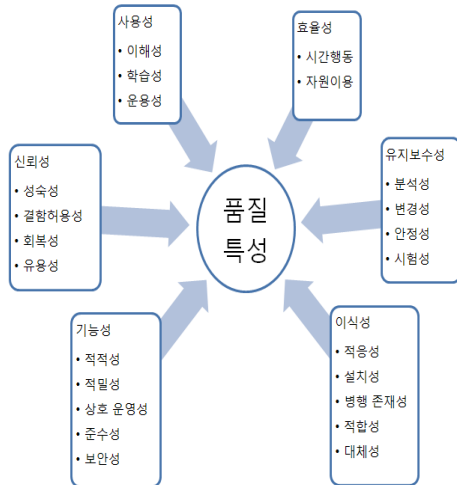 사용성
• 이해성
• 학습성
• 운용성
효율성
• 시간행동
• 자원이용
신뢰성
• 성숙성
• 결함허용성
• 회복성
• 유용성
품질
특성
유지보수성
• 분석성
• 변경성
• 안정성
• 시험성
기능성
• 적적성
• 적밀성
• 상호 운영성
• 준수성
• 보안성
이식성
• 적응성
• 설치성
• 병행 존재성
• 적합성
• 대체성